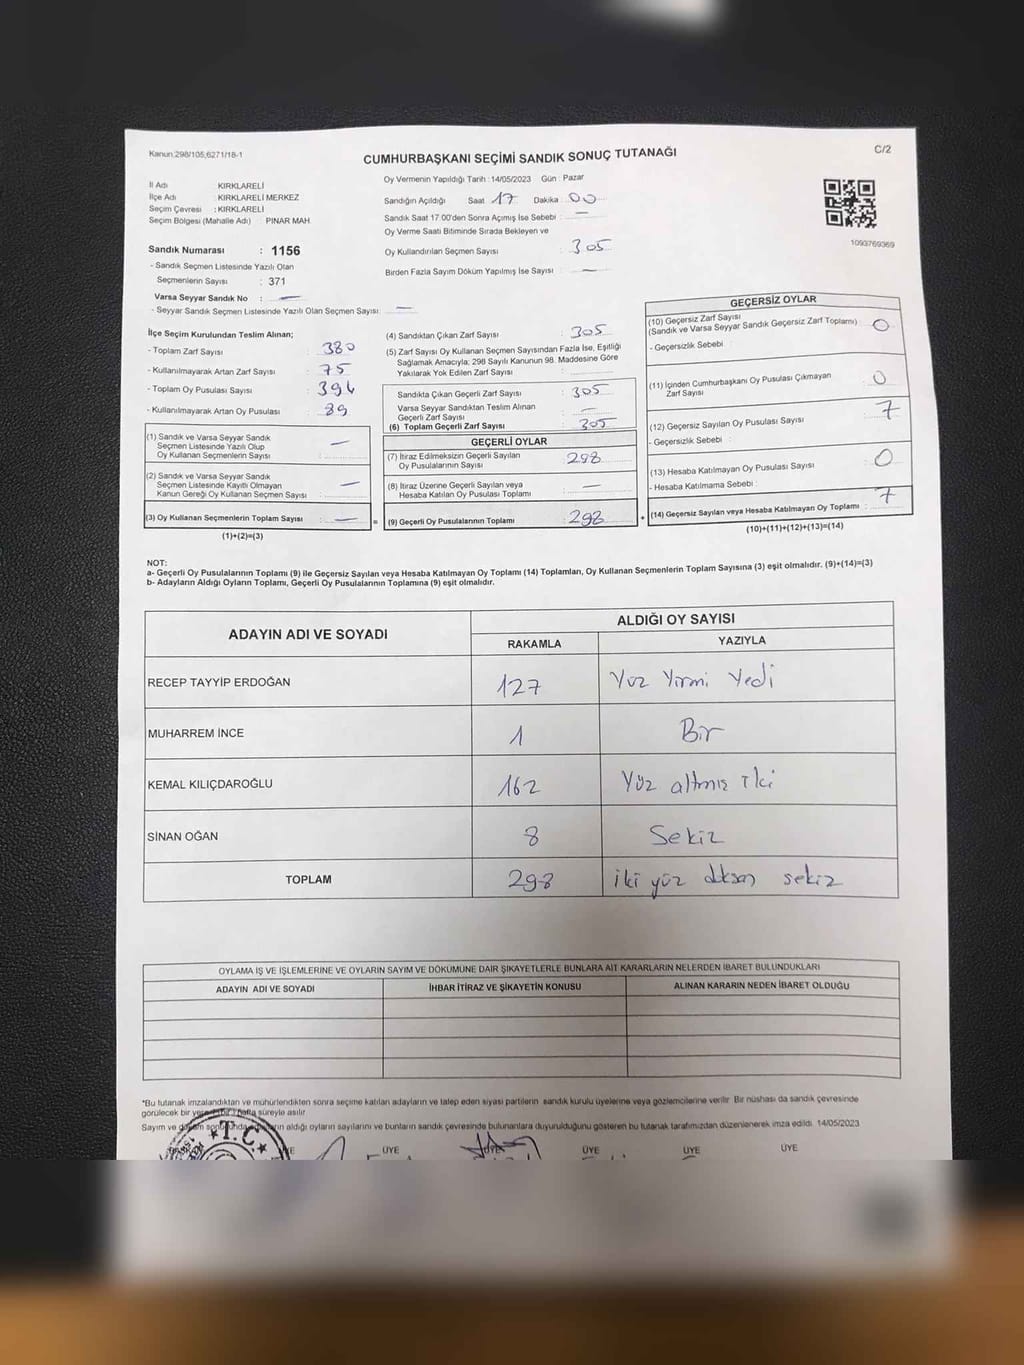 Kanun:298/105,6271/18-1
CUMHURBAŞKANI SEÇİMİ SANDIK SONUÇ TUTANAĞI
C/2
İl Adı KIRKLARELİ
İlçe Adı : KIRKLARELİ MERKEZ
Seçim Çevresi : KIRKLARELİ
Seçim Bölgesi (Mahalle Adı) : PINAR MAH.
Sandık Numarası : 1156
- Sandık Seçmen Listesinde Yazılı Olan
Seçmenlerin Sayısı : 371
Varsa Seyyar Sandık No : —
- Seyyar Sandık Seçmen Listesinde Yazılı Olan Seçmen Sayısı: —
Oy Vermenin Yapıldığı Tarih : 14/05/2023 Gün : Pazar
Sandığın Açıldığı Saat 17 Dakika 00
Sandık Saat 17.00'den Sonra Açımış İse Sebebi : —
Oy Verme Saati Bitiminde Sırada Bekleyen ve
Oy Kullandırılan Seçmen Sayısı : 305
Birden Fazla Sayım Döküm Yapılmış İse Sayısı : —
1093769369
İlçe Seçim Kurulundan Teslim Alınan;
- Toplam Zarf Sayısı : 380
- Kullanılmayarak Artan Zarf Sayısı : 75
- Toplam Oy Pusulası Sayısı : 394
- Kullanılmayarak Artan Oy Pusulası : 89
(1) Sandık ve Varsa Seyyar Sandık
Seçmen Listesinde Yazılı Olup
Oy Kullanan Seçmenlerin Sayısı : —
(2) Sandık ve Varsa Seyyar Sandık
Seçmen Listesinde Kayıtlı Olmayan
Kanun Gereği Oy Kullanan Seçmen Sayısı : —
(3) Oy Kullanan Seçmenlerin Toplam Sayısı : —
(1)+(2)=(3)
=
(4) Sandıktan Çıkan Zarf Sayısı : 305
(5) Zarf Sayısı Oy Kullanan Seçmen Sayısından Fazla İse, Eşitliği
Sağlamak Amacıyla; 298 Sayılı Kanunun 98. Maddesine Göre
Yakılarak Yok Edilen Zarf Sayısı :
Sandıkta Çıkan Geçerli Zarf Sayısı : 305
Varsa Seyyar Sandıktan Teslim Alınan
Geçerli Zarf Sayısı : —
(6) Toplam Geçerli Zarf Sayısı : 305
GEÇERLİ OYLAR
(7) İtiraz Edilmeksizin Geçerli Sayılan
Oy Pusulalarının Sayısı : 298
(8) İtiraz Üzerine Geçerli Sayılan veya
Hesaba Katılan Oy Pusulası Toplamı : —
(9) Geçerli Oy Pusulalarının Toplamı : 298
+
GEÇERSİZ OYLAR
(10) Geçersiz Zarf Sayısı
(Sandık ve Varsa Seyyar Sandık Geçersiz Zarf Toplamı) : 0
- Geçersizlik Sebebi :
(11) İçinden Cumhurbaşkanı Oy Pusulası Çıkmayan
Zarf Sayısı : 0
(12) Geçersiz Sayılan Oy Pusulası Sayısı : 7
- Geçersizlik Sebebi :
(13) Hesaba Katılmayan Oy Pusulası Sayısı : 0
- Hesaba Katılmama Sebebi :
(14) Geçersiz Sayılan veya Hesaba Katılmayan Oy Toplamı : 7
(10)+(11)+(12)+(13)=(14)
NOT:
a- Geçerli Oy Pusulalarının Toplamı (9) ile Geçersiz Sayılan veya Hesaba Katılmayan Oy Toplamı (14) Toplamları, Oy Kullanan Seçmenlerin Toplam Sayısına (3) eşit olmalıdır. (9)+(14)=(3)
b- Adayların Aldığı Oyların Toplamı, Geçerli Oy Pusulalarının Toplamına (9) eşit olmalıdır.
ADAYIN ADI VE SOYADI
ALDIĞI OY SAYISI
RAKAMLA YAZIYLA
RECEP TAYYİP ERDOĞAN 127 Yüz Yirmi Yedi
MUHARREM İNCE 1 Bir
KEMAL KILIÇDAROĞLU 162 Yüz altmış iki
SİNAN OĞAN 8 Sekiz
TOPLAM 298 iki yüz doksan sekiz
OYLAMA İŞ VE İŞLEMLERİNE VE OYLARIN SAYIM VE DÖKÜMÜNE DAİR ŞİKAYETLERLE BUNLARA AİT KARARLARIN NELERDEN İBARET BULUNDUKLARI
ADAYIN ADI VE SOYADI İHBAR İTİRAZ VE ŞİKAYETİN KONUSU ALINAN KARARIN NEDEN İBARET OLDUĞU
*Bu tutanak imzalandıktan ve mühürlendikten sonra seçime katılan adayların ve talep eden siyasi partilerin sandık kurulu üyelerine veya gözlemcilerine verilir. Bir nüshası da sandık çevresinde
görülecek bir yere bir hafta süreyle asılır
Sayım ve döküm sonucunda aldığı oyların sayılarını ve bunların sandık çevresinde bulunanlara duyurulduğunu gösteren bu tutanak tarafımızdan düzenlenerek imza edildi. 14/05/2023
T.C.
ÜYE ÜYE ÜYE ÜYE